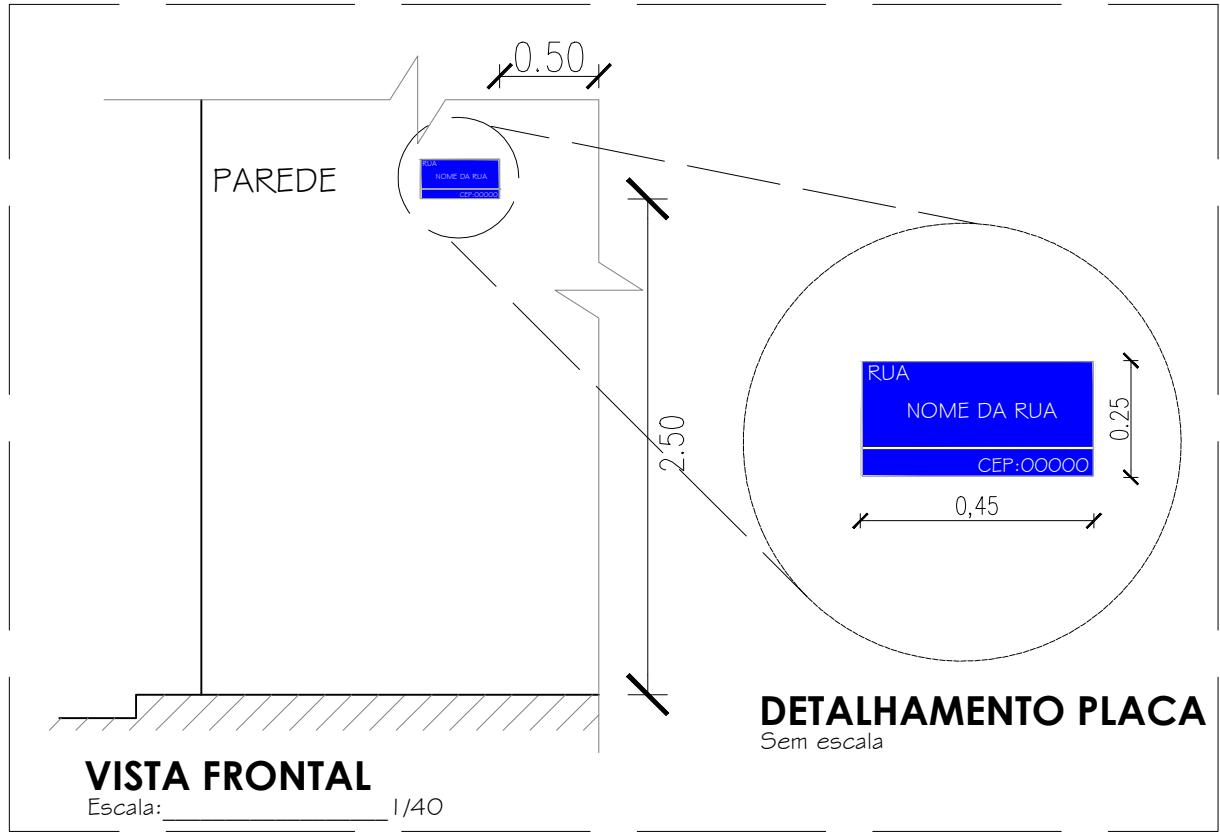 0.50
PAREDE
RUA
NOME DA RUA
CEP:00000
2.50
RUA
NOME DA RUA
CEP:00000
0.25
0,45
DETALHAMENTO PLACA
Sem escala
VISTA FRONTAL
Escala:____________________1/40